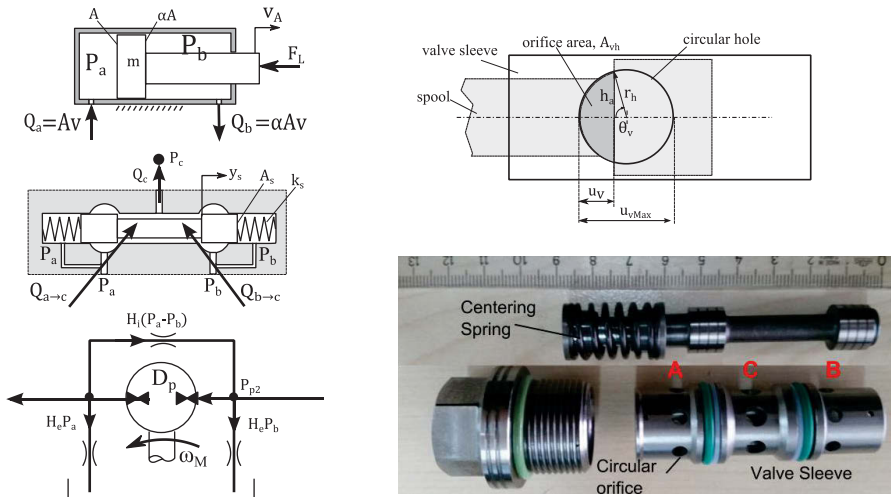 A
αA
v_A
P_a
m
P_b
F_L
Q_a=Av
Q_b=αAv
P_c
Q_c
y_s
A_s
k_s
P_a
P_b
P_a
P_b
Q_a→c
Q_b→c
H_i(P_a-P_b)
D_p
P_p2
H_eP_a
H_eP_b
ω_M
orifice area, A_vh
circular hole
valve sleeve
spool
h_a
r_h
θ_v
u_v
u_vMax
13 12 11 10 9 8 7 6 5 4 3 2 1 0
Centering
Spring
A C B
Circular
orifice
Valve Sleeve